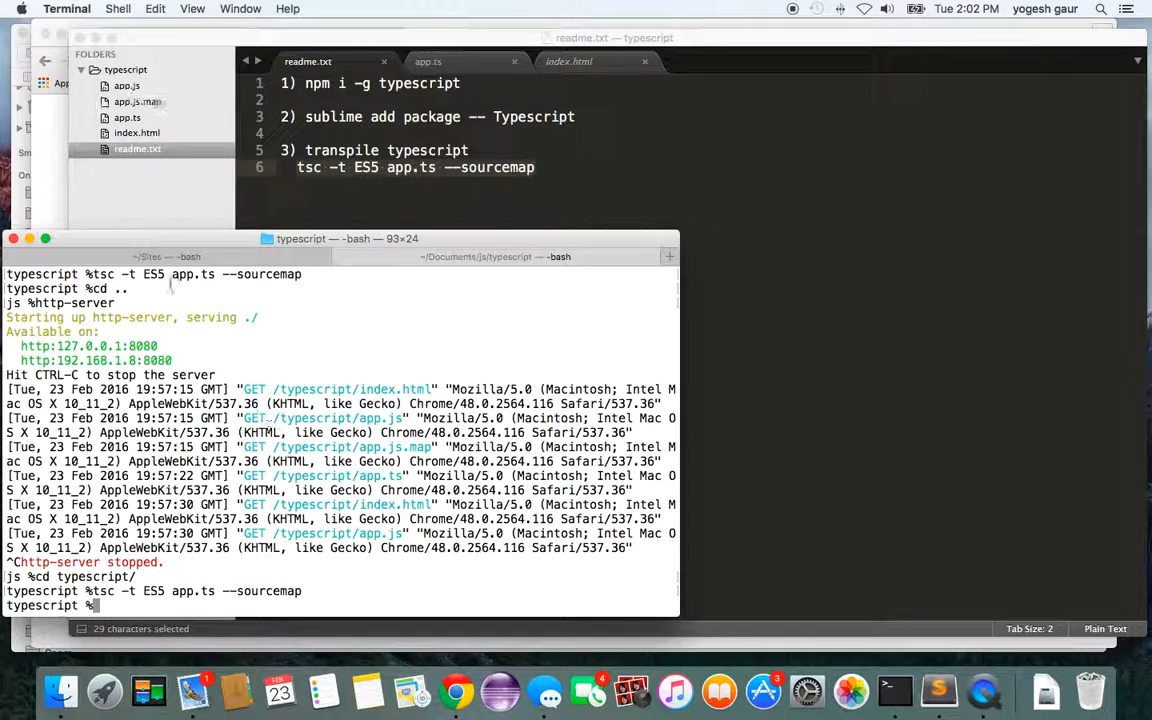 Terminal Shell Edit View Window Help Tue 2:02 PM yogesh gaur
readme.txt — typescript
FOLDERS
typescript
app.js
app.js.map
app.ts
index.html
readme.txt
readme.txt app.ts index.html
1 1) npm i -g typescript
2
3 2) sublime add package -- Typescript
4
5 3) transpile typescript
6 tsc -t ES5 app.ts --sourcemap
App
Sm
On
typescript — -bash — 93×24
~/Sites — -bash ~/Documents/js/typescript — -bash
typescript %tsc -t ES5 app.ts --sourcemap
typescript %cd ..
js %http-server
Starting up http-server, serving ./
Available on:
http:127.0.0.1:8080
http:192.168.1.8:8080
Hit CTRL-C to stop the server
[Tue, 23 Feb 2016 19:57:15 GMT] "GET /typescript/index.html" "Mozilla/5.0 (Macintosh; Intel M
ac OS X 10_11_2) AppleWebKit/537.36 (KHTML, like Gecko) Chrome/48.0.2564.116 Safari/537.36"
[Tue, 23 Feb 2016 19:57:15 GMT] "GET /typescript/app.js" "Mozilla/5.0 (Macintosh; Intel Mac O
S X 10_11_2) AppleWebKit/537.36 (KHTML, like Gecko) Chrome/48.0.2564.116 Safari/537.36"
[Tue, 23 Feb 2016 19:57:15 GMT] "GET /typescript/app.js.map" "Mozilla/5.0 (Macintosh; Intel M
ac OS X 10_11_2) AppleWebKit/537.36 (KHTML, like Gecko) Chrome/48.0.2564.116 Safari/537.36"
[Tue, 23 Feb 2016 19:57:22 GMT] "GET /typescript/app.ts" "Mozilla/5.0 (Macintosh; Intel Mac O
S X 10_11_2) AppleWebKit/537.36 (KHTML, like Gecko) Chrome/48.0.2564.116 Safari/537.36"
[Tue, 23 Feb 2016 19:57:30 GMT] "GET /typescript/index.html" "Mozilla/5.0 (Macintosh; Intel M
ac OS X 10_11_2) AppleWebKit/537.36 (KHTML, like Gecko) Chrome/48.0.2564.116 Safari/537.36"
[Tue, 23 Feb 2016 19:57:30 GMT] "GET /typescript/app.js" "Mozilla/5.0 (Macintosh; Intel Mac O
S X 10_11_2) AppleWebKit/537.36 (KHTML, like Gecko) Chrome/48.0.2564.116 Safari/537.36"
^Chttp-server stopped.
js %cd typescript/
typescript %tsc -t ES5 app.ts --sourcemap
typescript %
29 characters selected Tab Size: 2 Plain Text
1 FEB 23 4 3